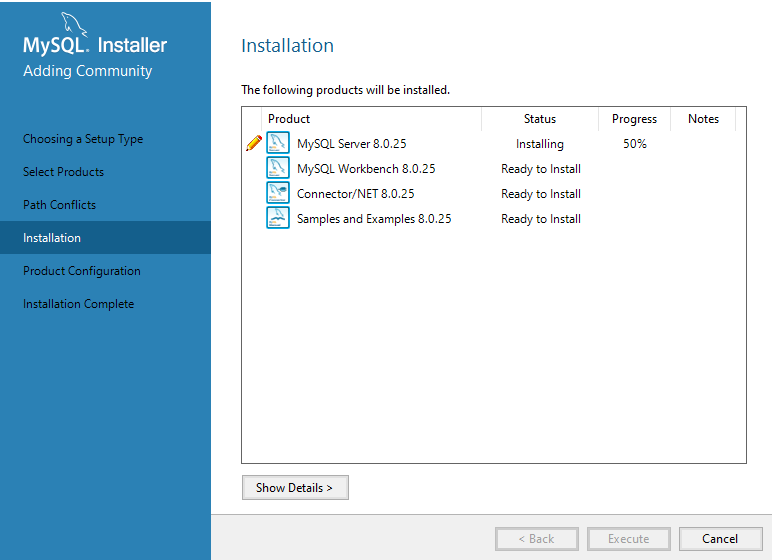 MySQL. Installer
Adding Community
Choosing a Setup Type
Select Products
Path Conflicts
Installation
Product Configuration
Installation Complete
Installation
The following products will be installed.
Product Status Progress Notes
MySQL Server 8.0.25 Installing 50%
MySQL Workbench 8.0.25 Ready to Install
Connector/NET 8.0.25 Ready to Install
Samples and Examples 8.0.25 Ready to Install
Show Details >
< Back Execute Cancel